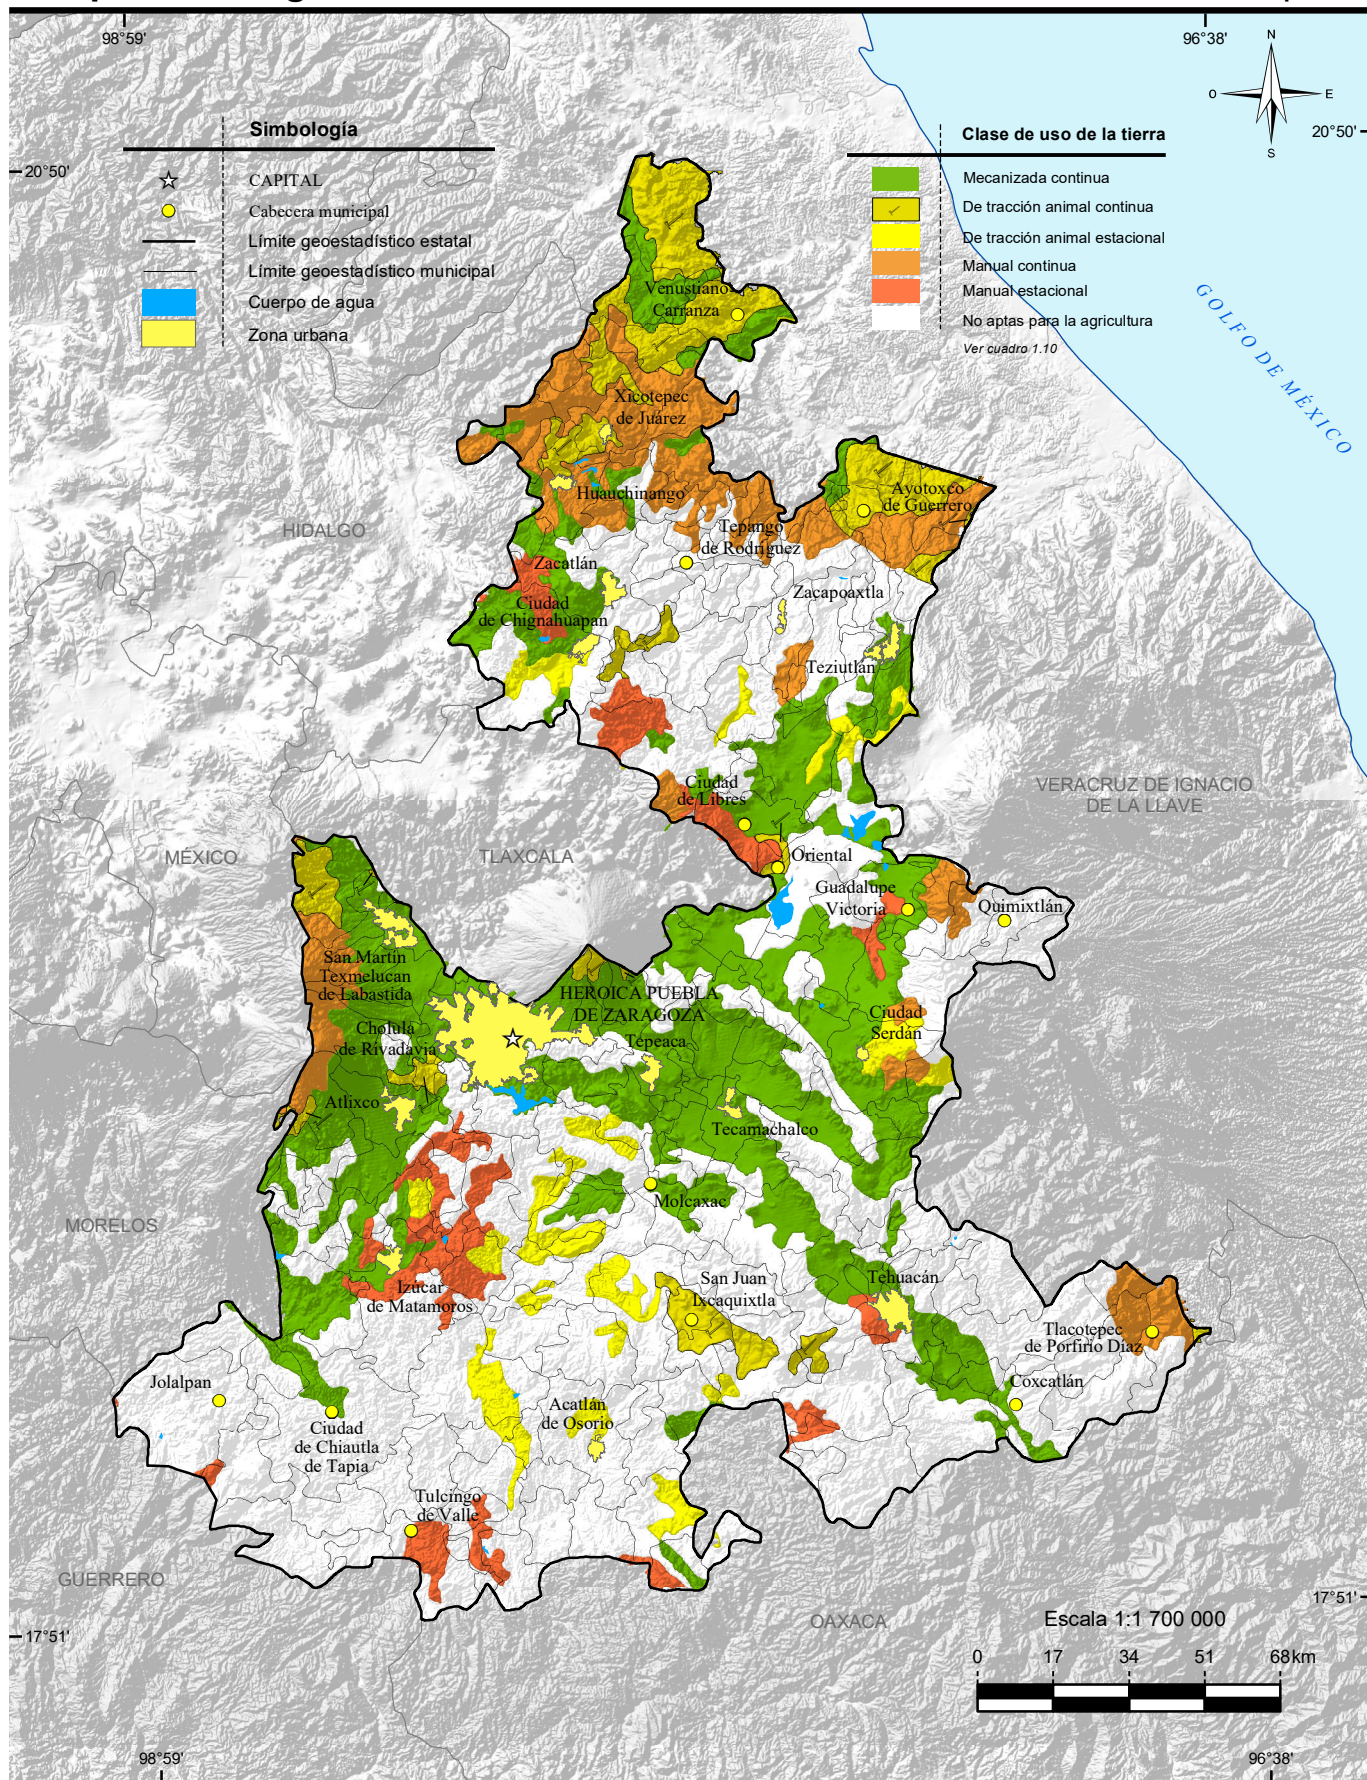 98°59'
96°38'
N
O
E
S
20°50'
20°50'
Simbología
CAPITAL
Cabecera municipal
Límite geoestadístico estatal
Límite geoestadístico municipal
Cuerpo de agua
Zona urbana
Clase de uso de la tierra
Mecanizada continua
De tracción animal continua
De tracción animal estacional
Manual continua
Manual estacional
No aptas para la agricultura
Ver cuadro 1.10
GOLFO DE MÉXICO
Venustiano
Carranza
Xicotepec
de Juárez
Huauchinango
Ayotoxco
de Guerrero
Tepango
de Rodríguez
HIDALGO
Zacatlán
Zacapoaxtla
Ciudad
de Chignahuapan
Teziutlán
Ciudad
de Libres
VERACRUZ DE IGNACIO
DE LA LLAVE
MÉXICO
TLAXCALA
Oriental
Guadalupe
Victoria
Quimixtlán
San Martín
Texmelucan
de Labastida
HEROICA PUEBLA
DE ZARAGOZA
Cholula
de Rivadavia
Tepeaca
Ciudad
Serdán
Atlixco
Tecamachalco
Molcaxac
MORELOS
Izúcar
de Matamoros
San Juan
Ixcaquixtla
Tehuacán
Tlacotepec
de Porfirio Díaz
Jolalpan
Coxcatlán
Acatlán
de Osorio
Ciudad
de Chiautla
de Tapia
Tulcingo
de Valle
GUERRERO
OAXACA
17°51'
17°51'
Escala 1:1 700 000
0 17 34 51 68km
98°59'
96°38'